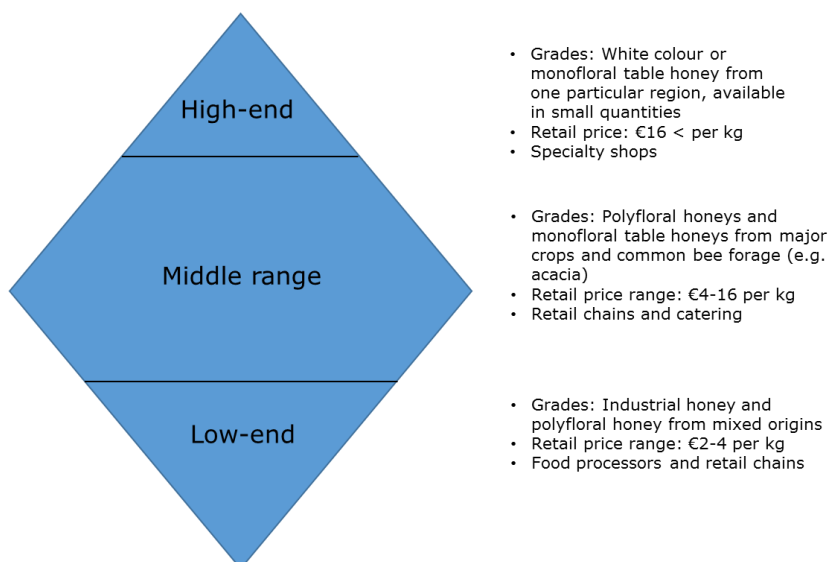 High-end
• Grades: White colour or
monofloral table honey from
one particular region, available
in small quantities
• Retail price: €16 < per kg
• Specialty shops
Middle range
• Grades: Polyfloral honeys and
monofloral table honeys from major
crops and common bee forage (e.g.
acacia)
• Retail price range: €4-16 per kg
• Retail chains and catering
Low-end
• Grades: Industrial honey and
polyfloral honey from mixed origins
• Retail price range: €2-4 per kg
• Food processors and retail chains